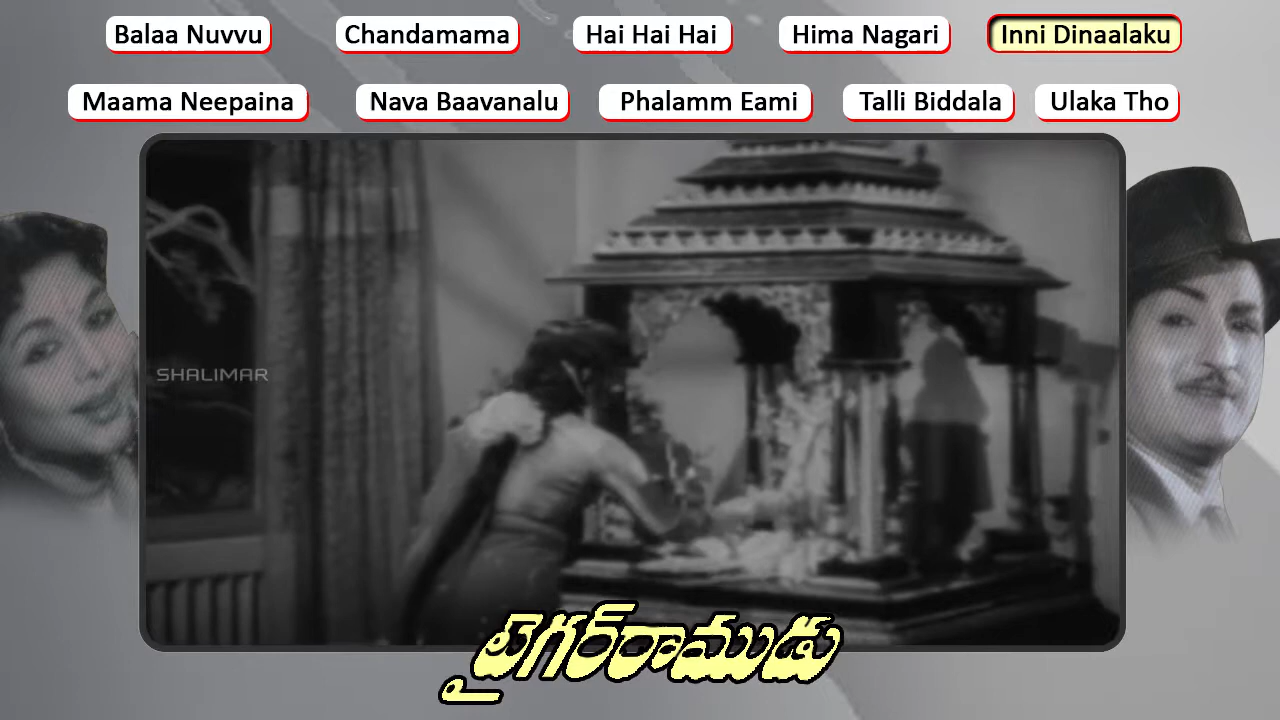 Balaa Nuvvu Chandamama Hai Hai Hai Hima Nagari Inni Dinaalaku
Maama Neepaina Nava Baavanalu Phalamm Eami Talli Biddala Ulaka Tho
SHALIMAR
టైగర్ రాముడు